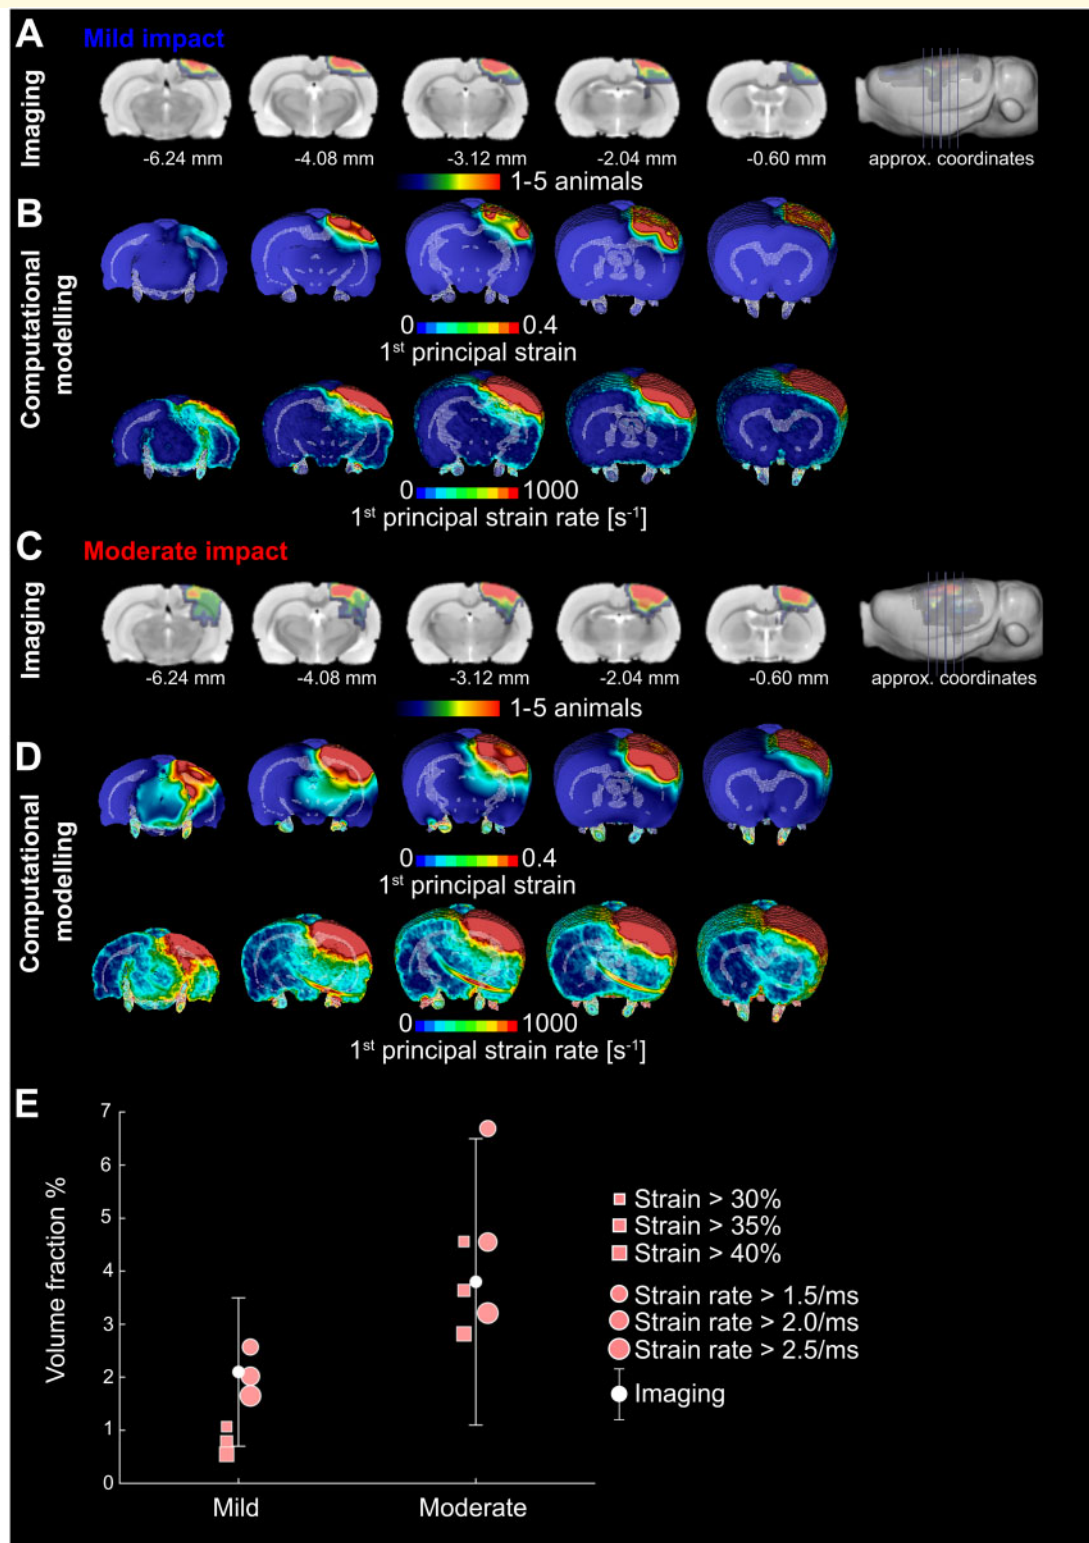 A Mild impact
Imaging
-6.24 mm -4.08 mm -3.12 mm -2.04 mm -0.60 mm approx. coordinates
1-5 animals
B
Computational
modelling
0 0.4
1st principal strain
0 1000
1st principal strain rate [s-1]
C Moderate impact
Imaging
-6.24 mm -4.08 mm -3.12 mm -2.04 mm -0.60 mm approx. coordinates
1-5 animals
D
Computational
modelling
0 0.4
1st principal strain
0 1000
1st principal strain rate [s-1]
E
Volume fraction %
7
6
5
4
3
2
1
0
Mild Moderate
Strain > 30%
Strain > 35%
Strain > 40%
Strain rate > 1.5/ms
Strain rate > 2.0/ms
Strain rate > 2.5/ms
Imaging